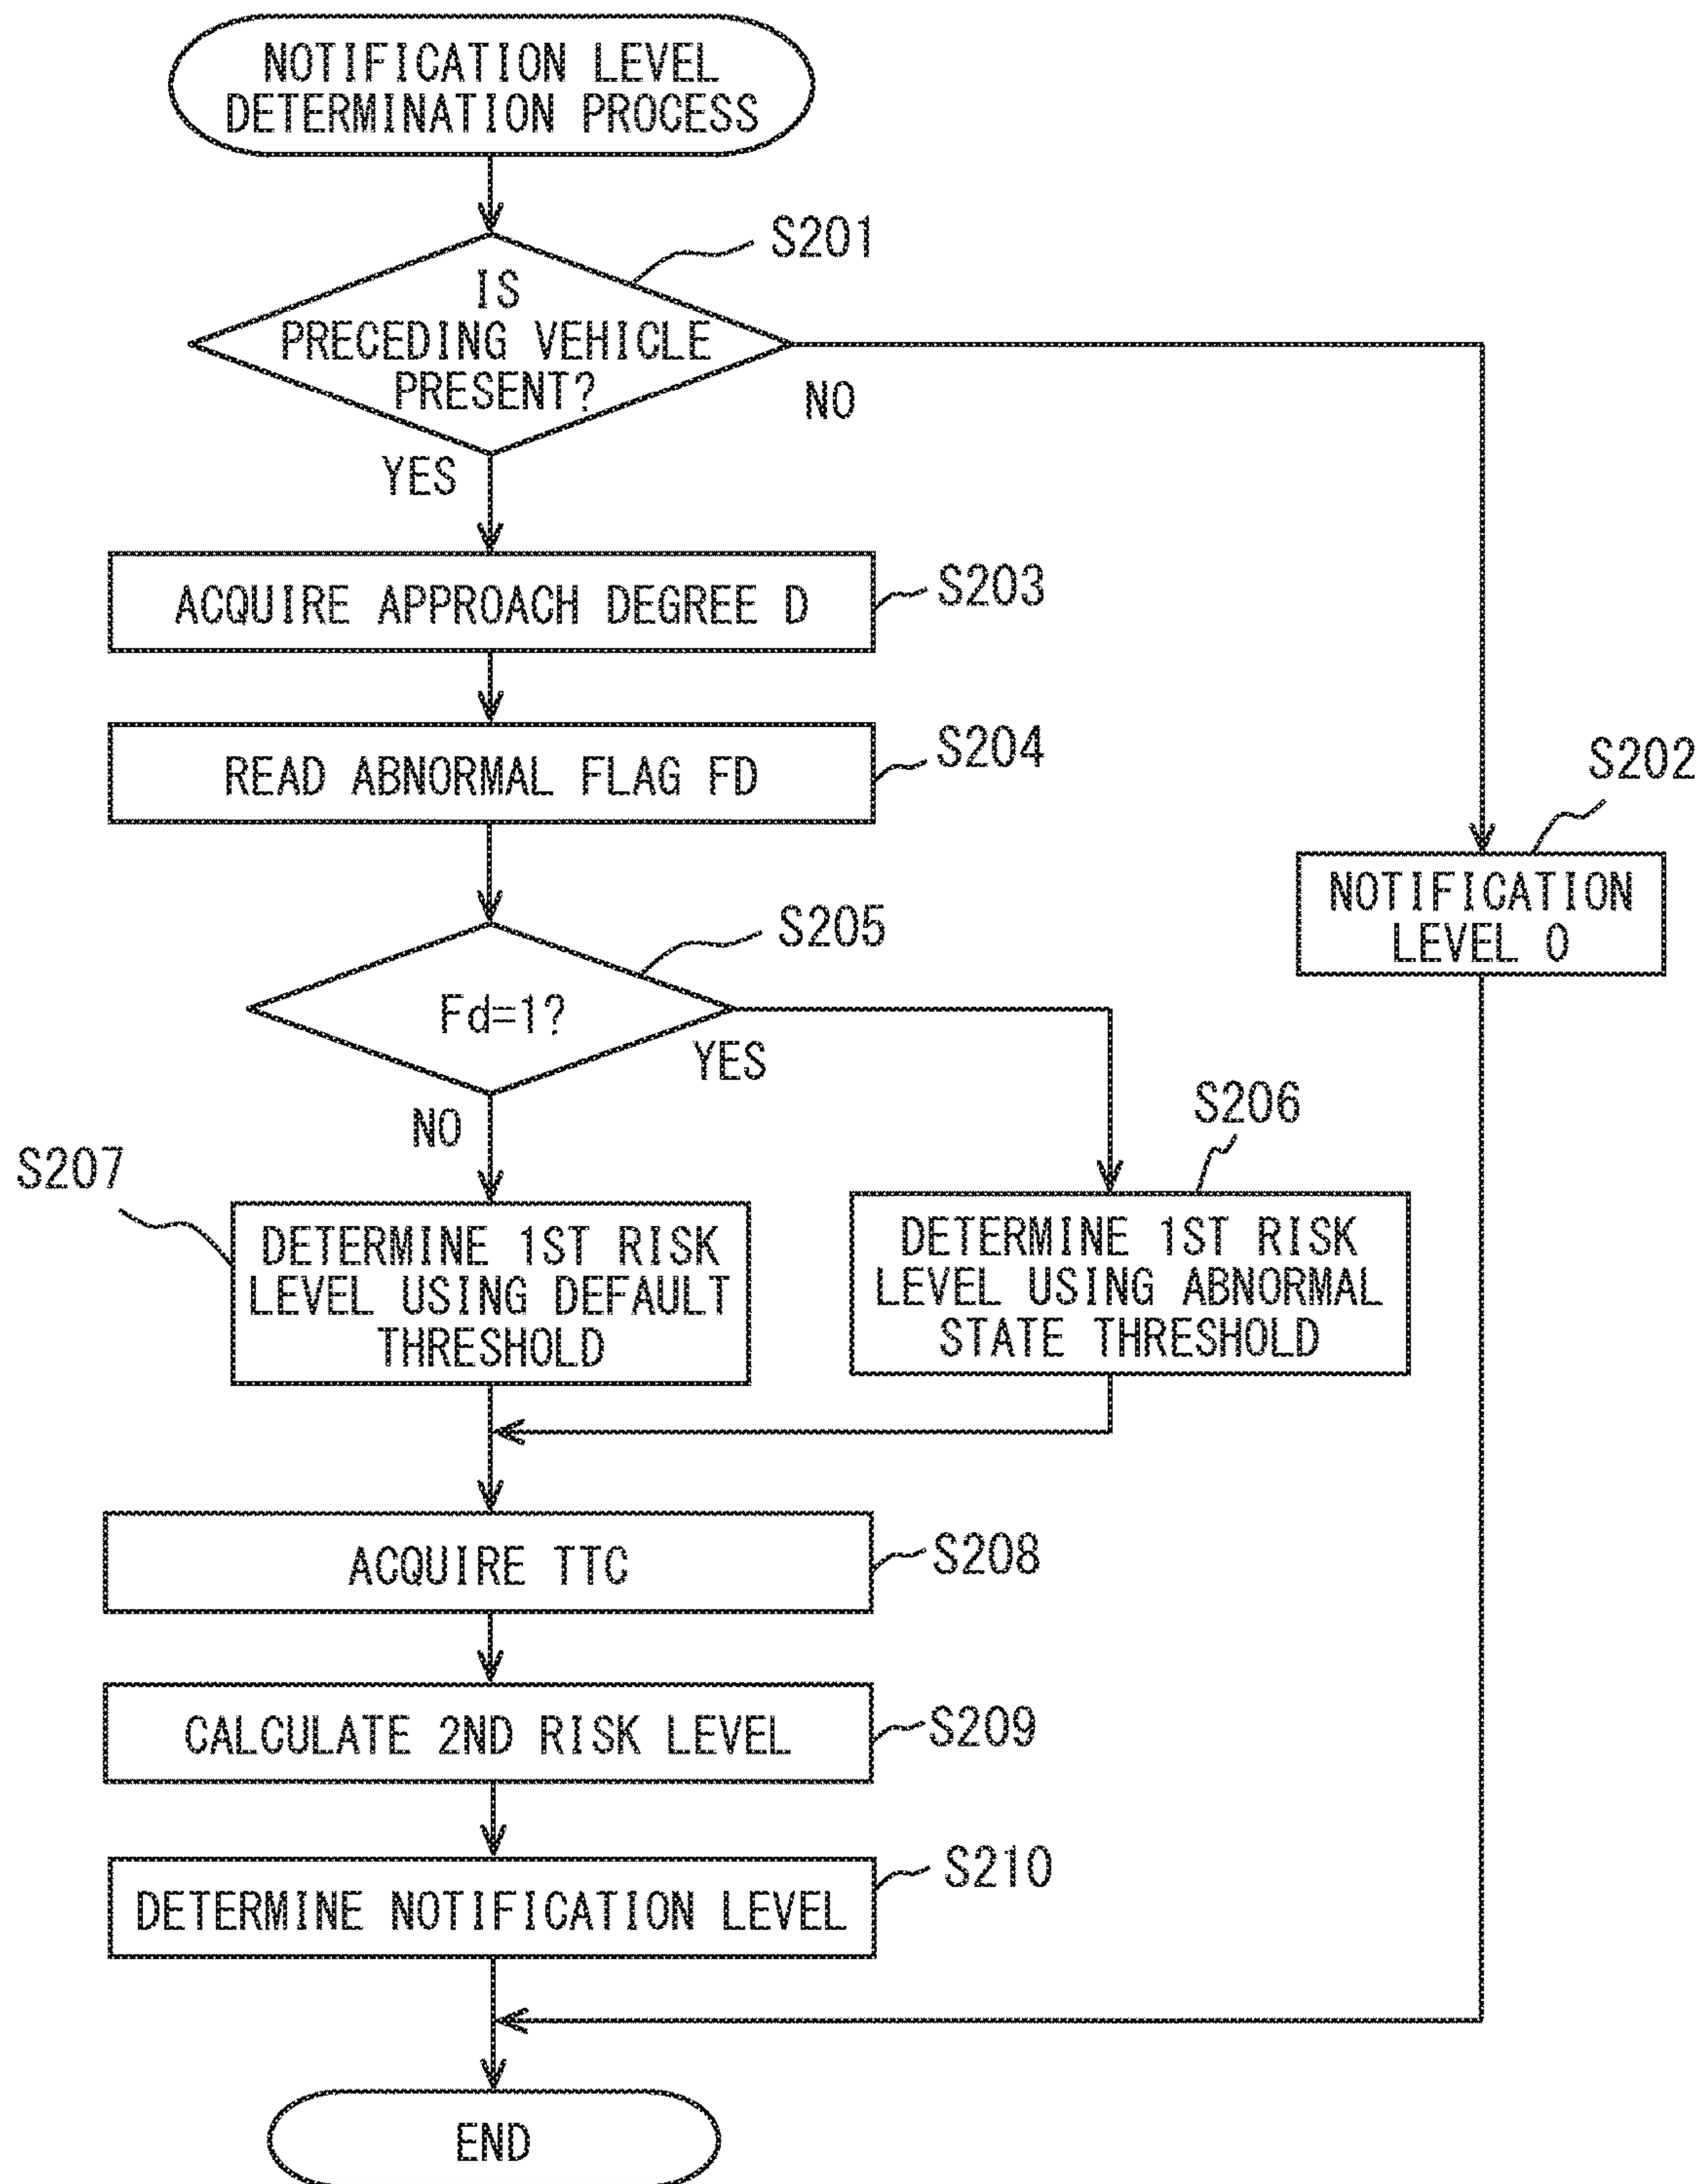 NOTIFICATION LEVEL
DETERMINATION PROCESS
S201
IS
PRECEDING VEHICLE
PRESENT?
NO
YES
ACQUIRE APPROACH DEGREE D
S203
READ ABNORMAL FLAG FD
S204
S202
NOTIFICATION
LEVEL 0
S205
Fd=1?
YES
NO
S206
S207
DETERMINE 1ST RISK
LEVEL USING DEFAULT
THRESHOLD
DETERMINE 1ST RISK
LEVEL USING ABNORMAL
STATE THRESHOLD
ACQUIRE TTC
S208
CALCULATE 2ND RISK LEVEL
S209
DETERMINE NOTIFICATION LEVEL
S210
END